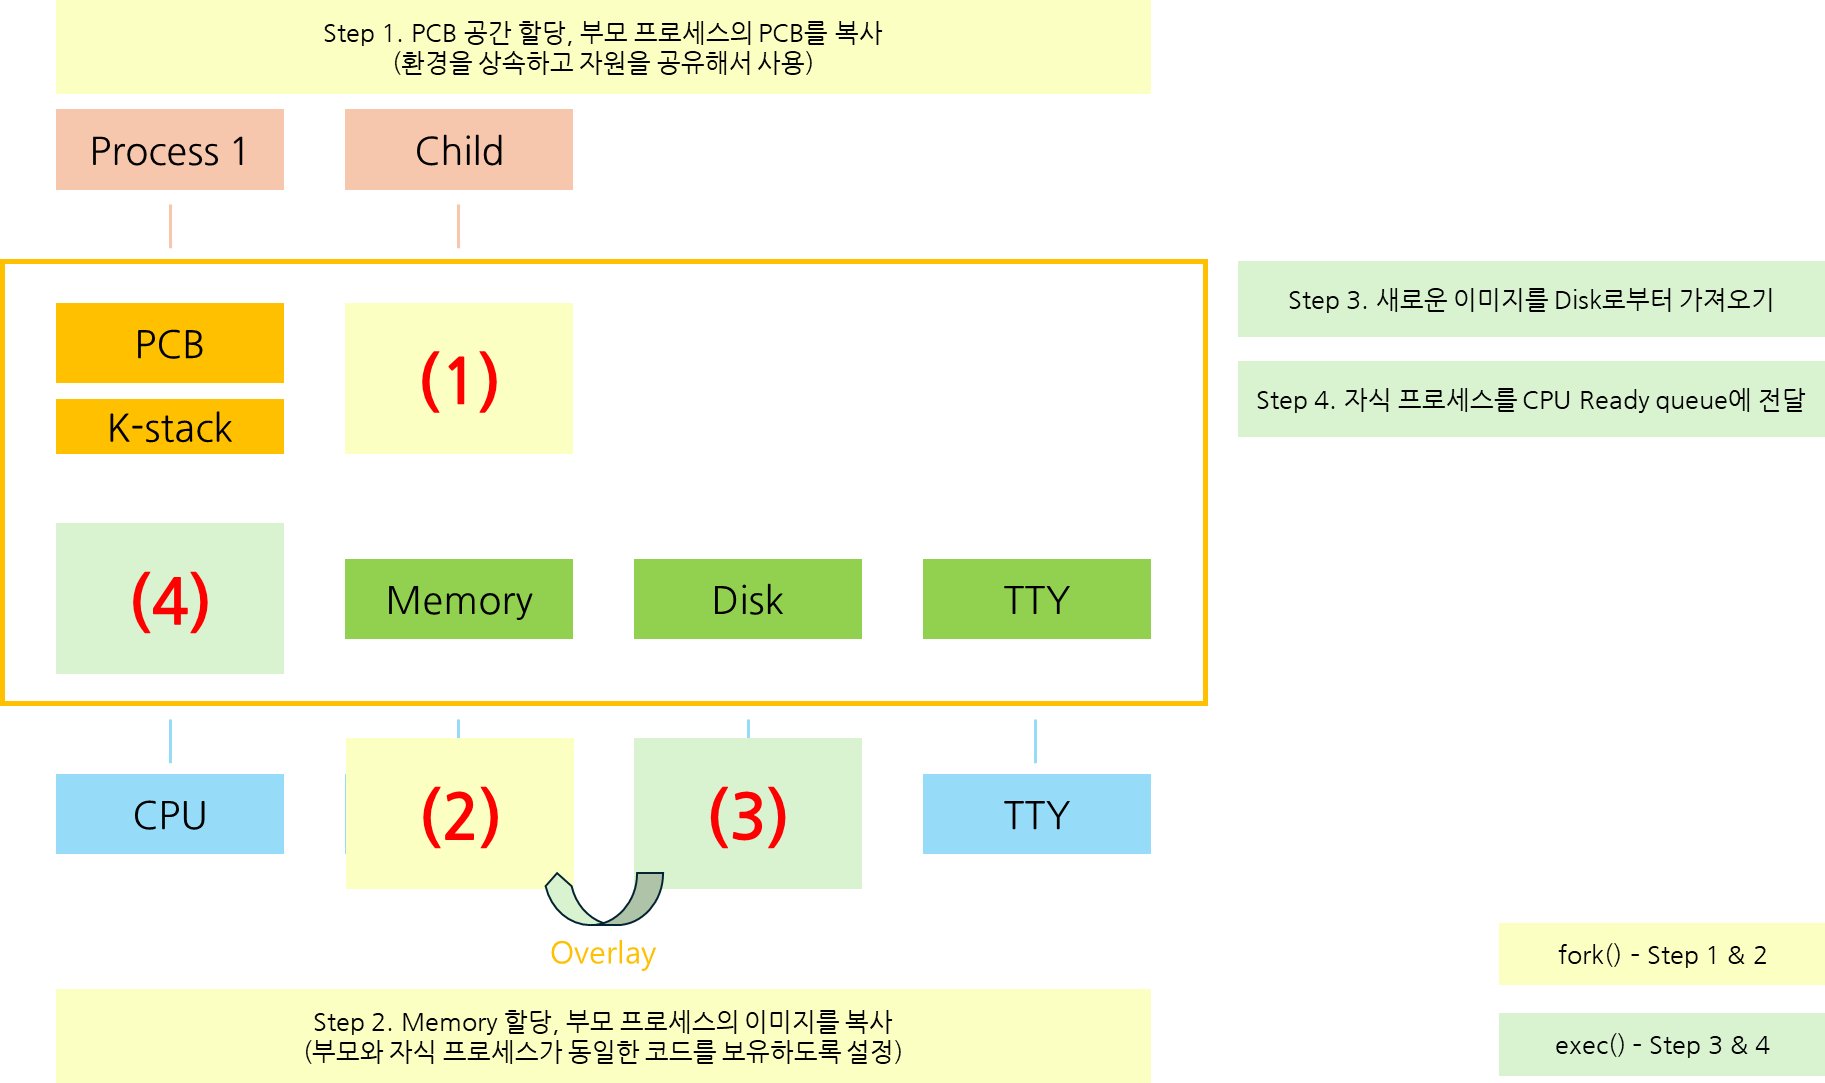 Step 1. PCB 공간 할당, 부모 프로세스의 PCB를 복사
(환경을 상속하고 자원을 공유해서 사용)
Process 1
Child
PCB
(1)
K-stack
Step 3. 새로운 이미지를 Disk로부터 가져오기
Step 4. 자식 프로세스를 CPU Ready queue에 전달
(4)
Memory
Disk
TTY
CPU
(2)
(3)
TTY
Overlay
fork() - Step 1 & 2
Step 2. Memory 할당, 부모 프로세스의 이미지를 복사
(부모와 자식 프로세스가 동일한 코드를 보유하도록 설정)
exec() - Step 3 & 4